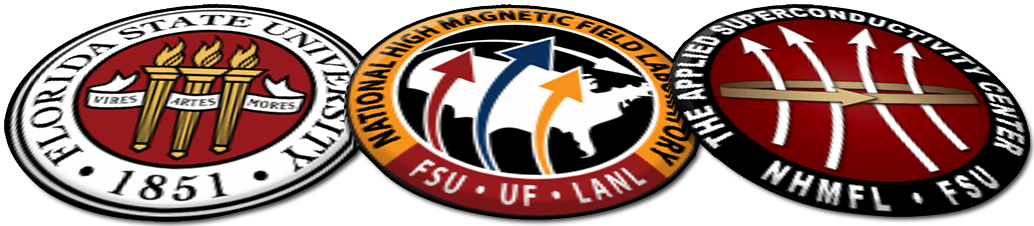 FLORIDA STATE UNIVERSITY
VIRES ARTES MORES
• 1851 •
NATIONAL HIGH MAGNETIC FIELD LABORATORY
FSU • UF • LANL
THE APPLIED SUPERCONDUCTIVITY CENTER
NHMFL • FSU